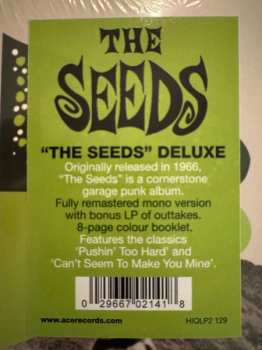 THE
SEEDS
“THE SEEDS” DELUXE
Originally released in 1966,
“The Seeds” is a cornerstone
garage punk album.
Fully remastered mono version
with bonus LP of outtakes.
8-page colour booklet.
Features the classics
‘Pushin’ Too Hard’ and
‘Can’t Seem To Make You Mine’.
0 29667 02141 8
www.acerecords.com HIQLP2 129